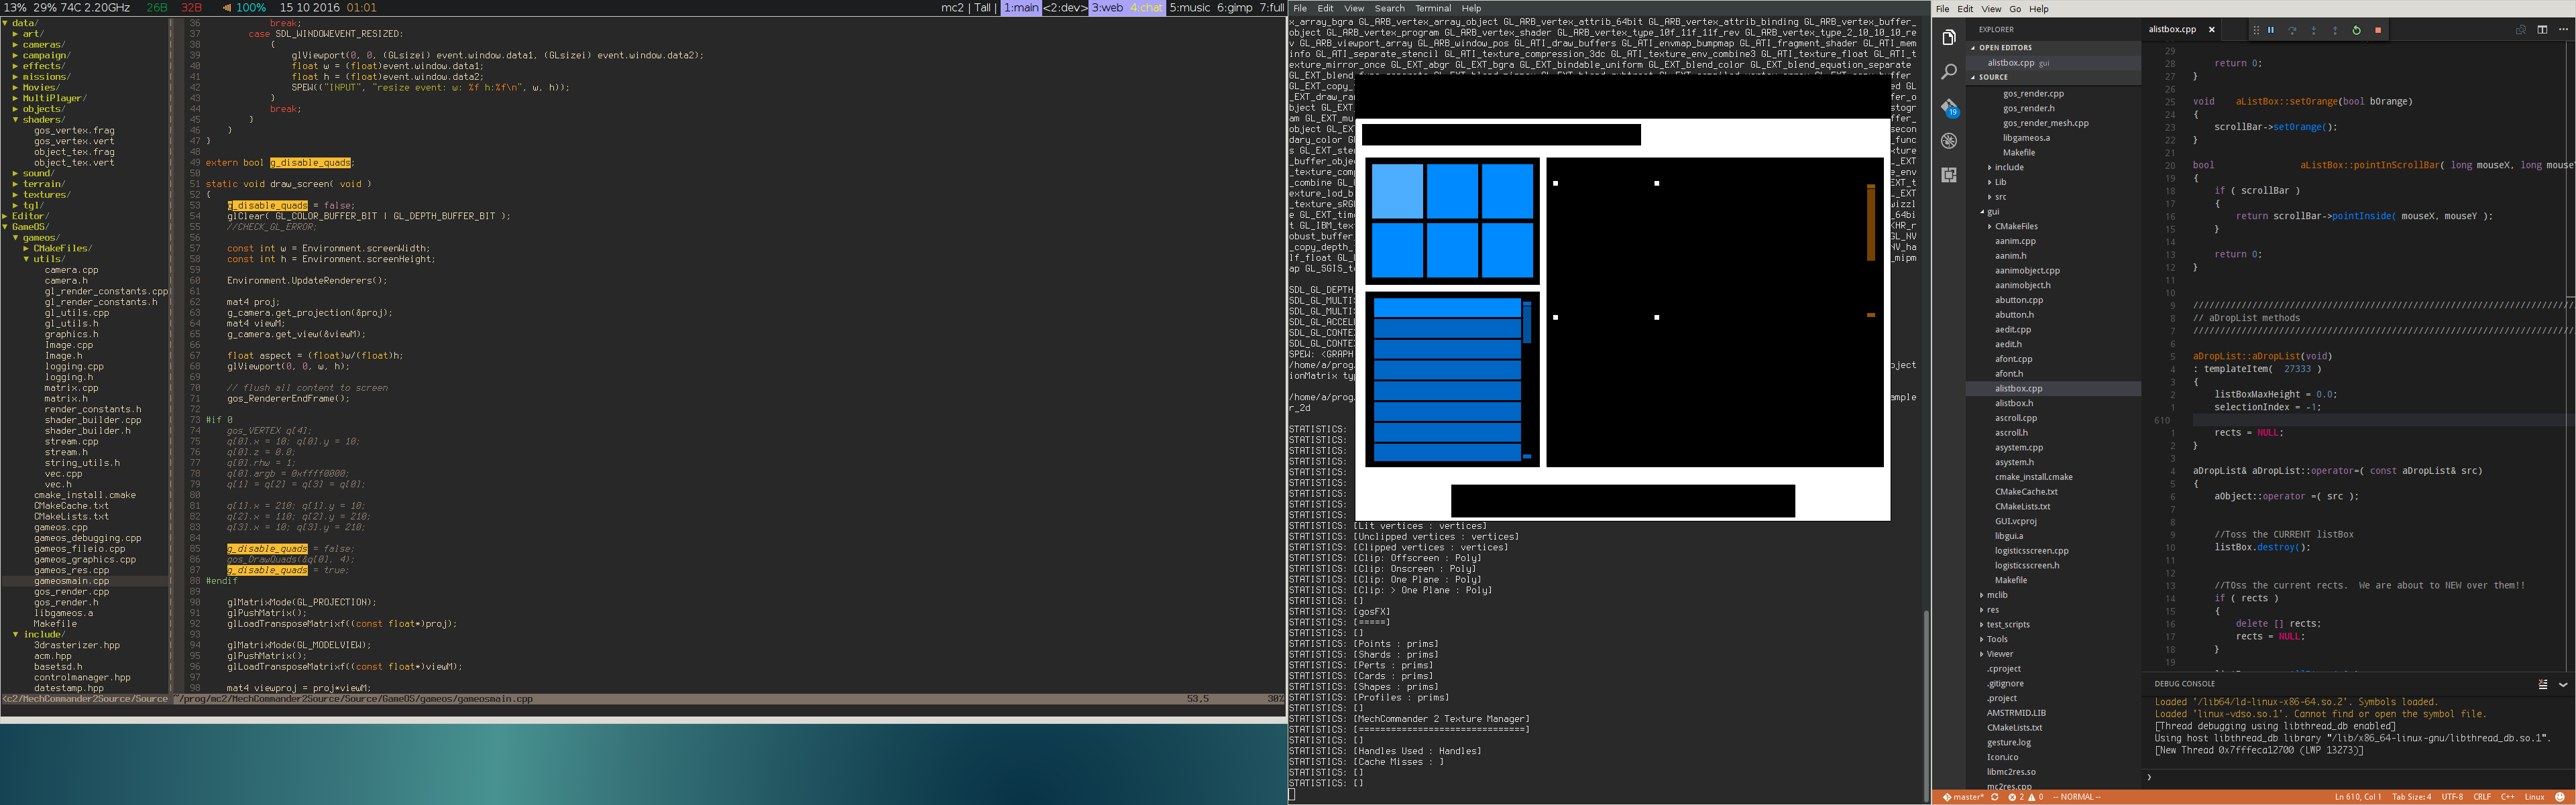 13% 29% 74C 2.20GHz 26B 32B 100% 15 10 2016 01:01
mc2 | Tall | 1:main <2:dev> 3:web 4:chat 5:music 6:gimp 7:full
▼ data/
▶ art/
▶ cameras/
▶ campaign/
▶ effects/
▶ missions/
▶ Movies/
▶ MultiPlayer/
▶ objects/
▼ shaders/
gos_vertex.frag
gos_vertex.vert
object_tex.frag
object_tex.vert
▶ sound/
▶ terrain/
▶ textures/
▶ tgl/
▶ Editor/
▼ GameOS/
▼ gameos/
▶ CMakeFiles/
▼ utils/
camera.cpp
camera.h
gl_render_constants.cpp
gl_render_constants.h
gl_utils.cpp
gl_utils.h
graphics.h
Image.cpp
Image.h
logging.cpp
logging.h
matrix.cpp
matrix.h
render_constants.h
shader_builder.cpp
shader_builder.h
stream.cpp
stream.h
string_utils.h
vec.cpp
vec.h
cmake_install.cmake
CMakeCache.txt
CMakeLists.txt
gameos.cpp
gameos_debugging.cpp
gameos_fileio.cpp
gameos_graphics.cpp
gameos_res.cpp
gameosmain.cpp
gos_render.cpp
gos_render.h
libgameos.a
Makefile
▼ include/
3drasterizer.hpp
acm.hpp
basetsd.h
controlmanager.hpp
datestamp.hpp
<c2/MechCommander2Source/Source
36 break;
37 case SDL_WINDOWEVENT_RESIZED:
38 {
39 glViewport(0, 0, (GLsizei) event.window.data1, (GLsizei) event.window.data2);
40 float w = (float)event.window.data1;
41 float h = (float)event.window.data2;
42 SPEW(("INPUT", "resize event: w: %f h:%f\n", w, h));
43 }
44 break;
45 }
46 }
47 }
48
49 extern bool g_disable_quads;
50
51 static void draw_screen( void )
52 {
53 g_disable_quads = false;
54 glClear( GL_COLOR_BUFFER_BIT | GL_DEPTH_BUFFER_BIT );
55 //CHECK_GL_ERROR;
56
57 const int w = Environment.screenWidth;
58 const int h = Environment.screenHeight;
59
60 Environment.UpdateRenderers();
61
62 mat4 proj;
63 g_camera.get_projection(&proj);
64 mat4 viewM;
65 g_camera.get_view(&viewM);
66
67 float aspect = (float)w/(float)h;
68 glViewport(0, 0, w, h);
69
70 // flush all content to screen
71 gos_RendererEndFrame();
72
73 #if 0
74 gos_VERTEX q[4];
75 q[0].x = 10; q[0].y = 10;
76 q[0].z = 0.0;
77 q[0].rhw = 1;
78 q[0].argb = 0xffff0000;
79 q[1] = q[2] = q[3] = q[0];
80
81 q[1].x = 210; q[1].y = 10;
82 q[2].x = 110; q[2].y = 210;
83 q[3].x = 10; q[3].y = 210;
84
85 g_disable_quads = false;
86 gos_DrawQuads(&q[0], 4);
87 g_disable_quads = true;
88 #endif
89
90 glMatrixMode(GL_PROJECTION);
91 glPushMatrix();
92 glLoadTransposeMatrixf((const float*)proj);
93
94 glMatrixMode(GL_MODELVIEW);
95 glPushMatrix();
96 glLoadTransposeMatrixf((const float*)viewM);
97
98 mat4 viewproj = proj*viewM;
~/prog/mc2/MechCommander2Source/Source/GameOS/gameos/gameosmain.cpp 53,5 30%
File Edit View Search Terminal Help
x_array_bgra GL_ARB_vertex_array_object GL_ARB_vertex_attrib_64bit GL_ARB_vertex_attrib_binding GL_ARB_vertex_buffer_
object GL_ARB_vertex_program GL_ARB_vertex_shader GL_ARB_vertex_type_10f_11f_11f_rev GL_ARB_vertex_type_2_10_10_10_re
v GL_ARB_viewport_array GL_ARB_window_pos GL_ATI_draw_buffers GL_ATI_envmap_bumpmap GL_ATI_fragment_shader GL_ATI_mem
info GL_ATI_separate_stencil GL_ATI_texture_compression_3dc GL_ATI_texture_env_combine3 GL_ATI_texture_float GL_ATI_t
exture_mirror_once GL_EXT_abgr GL_EXT_bgra GL_EXT_bindable_uniform GL_EXT_blend_color GL_EXT_blend_equation_separate
STATISTICS: [Lit vertices : vertices]
STATISTICS: [Unclipped vertices : vertices]
STATISTICS: [Clipped vertices : vertices]
STATISTICS: [Clip: Offscreen : Poly]
STATISTICS: [Clip: Onscreen : Poly]
STATISTICS: [Clip: One Plane : Poly]
STATISTICS: [Clip: > One Plane : Poly]
STATISTICS: []
STATISTICS: [gosFX]
STATISTICS: [=====]
STATISTICS: []
STATISTICS: [Points : prims]
STATISTICS: [Shards : prims]
STATISTICS: [Perts : prims]
STATISTICS: [Cards : prims]
STATISTICS: [Shapes : prims]
STATISTICS: [Profiles : prims]
STATISTICS: []
STATISTICS: [MechCommander 2 Texture Manager]
STATISTICS: [===============================]
STATISTICS: []
STATISTICS: [Handles Used : Handles]
STATISTICS: [Cache Misses : ]
STATISTICS: []
STATISTICS: []
File Edit View Go Help
EXPLORER
OPEN EDITORS
alistbox.cpp gui
SOURCE
gos_render.cpp
gos_render.h
gos_render_mesh.cpp
libgameos.a
Makefile
include
Lib
src
gui
CMakeFiles
aanim.cpp
aanim.h
aanimobject.cpp
aanimobject.h
abutton.cpp
abutton.h
aedit.cpp
aedit.h
afont.cpp
afont.h
alistbox.cpp
alistbox.h
ascroll.cpp
ascroll.h
asystem.cpp
asystem.h
cmake_install.cmake
CMakeCache.txt
CMakeLists.txt
GUI.vcproj
libgui.a
logisticsscreen.cpp
logisticsscreen.h
Makefile
mclib
res
test_scripts
Tools
Viewer
.cproject
.gitignore
.project
AMSTRMID.LIB
CMakeLists.txt
gesture.log
Icon.ico
libmc2res.so
mc2res.cpp
19
alistbox.cpp
29
28 return 0;
27 }
26
25 void aListBox::setOrange(bool bOrange)
24 {
23 scrollBar->setOrange();
22 }
21
20 bool aListBox::pointInScrollBar( long mouseX, long mouse
19 {
18 if ( scrollBar )
17 {
16 return scrollBar->pointInside( mouseX, mouseY );
15 }
14
13 return 0;
12 }
11
10
9 ////////////////////////////////////////////////////////////////////////
8 // aDropList methods
7 ////////////////////////////////////////////////////////////////////////
6
5 aDropList::aDropList(void)
4 : templateItem( 27333 )
3 {
2 listBoxMaxHeight = 0.0;
1 selectionIndex = -1;
610
1 rects = NULL;
2 }
3
4 aDropList& aDropList::operator=( const aDropList& src)
5 {
6 aObject::operator =( src );
7
8
9 //Toss the CURRENT listBox
10 listBox.destroy();
11
12
13 //TOss the current rects. We are about to NEW over them!!
14 if ( rects )
15 {
16 delete [] rects;
17 rects = NULL;
18 }
19
DEBUG CONSOLE
Loaded '/lib64/ld-linux-x86-64.so.2'. Symbols loaded.
Loaded 'linux-vdso.so.1'. Cannot find or open the symbol file.
[Thread debugging using libthread_db enabled]
Using host libthread_db library "/lib/x86_64-linux-gnu/libthread_db.so.1".
[New Thread 0x7fffeca12700 (LWP 13273)]
master* 2 0 -- NORMAL -- Ln 610, Col 1 Tab Size: 4 UTF-8 CRLF C++ Linux